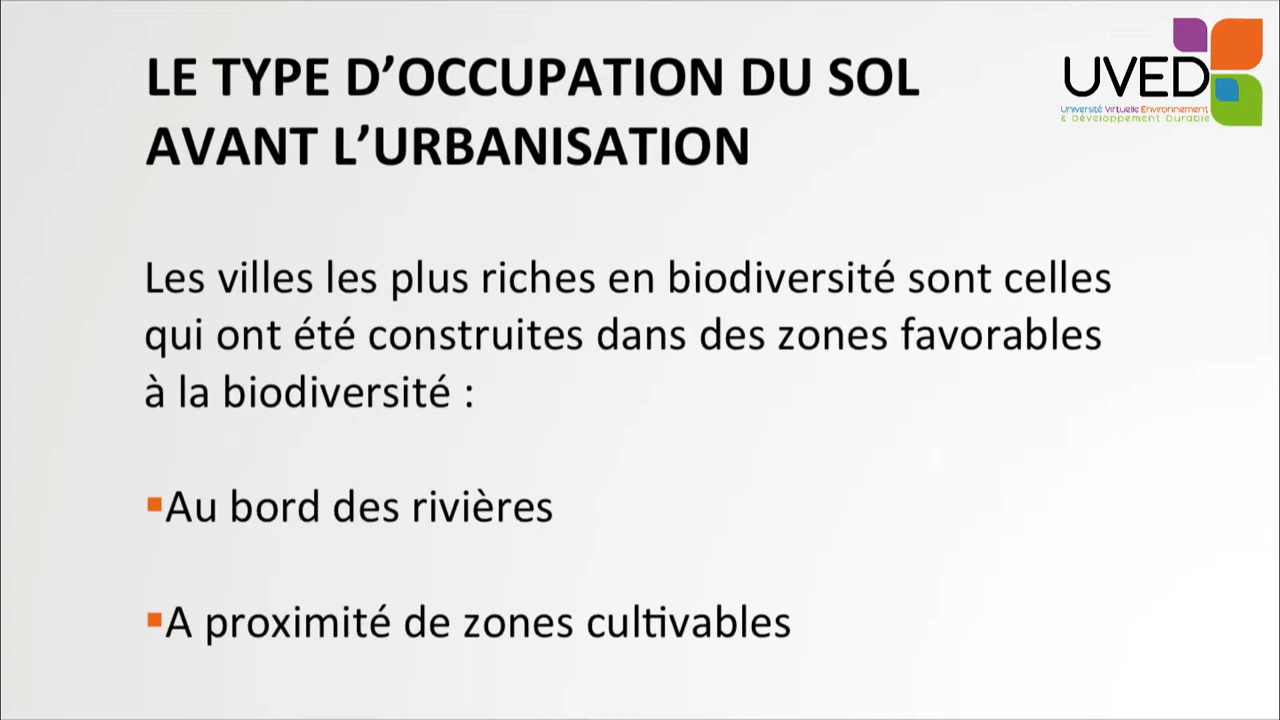 LE TYPE D’OCCUPATION DU SOL
AVANT L’URBANISATION
UVED
Université Virtuelle Environnement
& Développement Durable
Les villes les plus riches en biodiversité sont celles
qui ont été construites dans des zones favorables
à la biodiversité :
▪Au bord des rivières
▪A proximité de zones cultivables